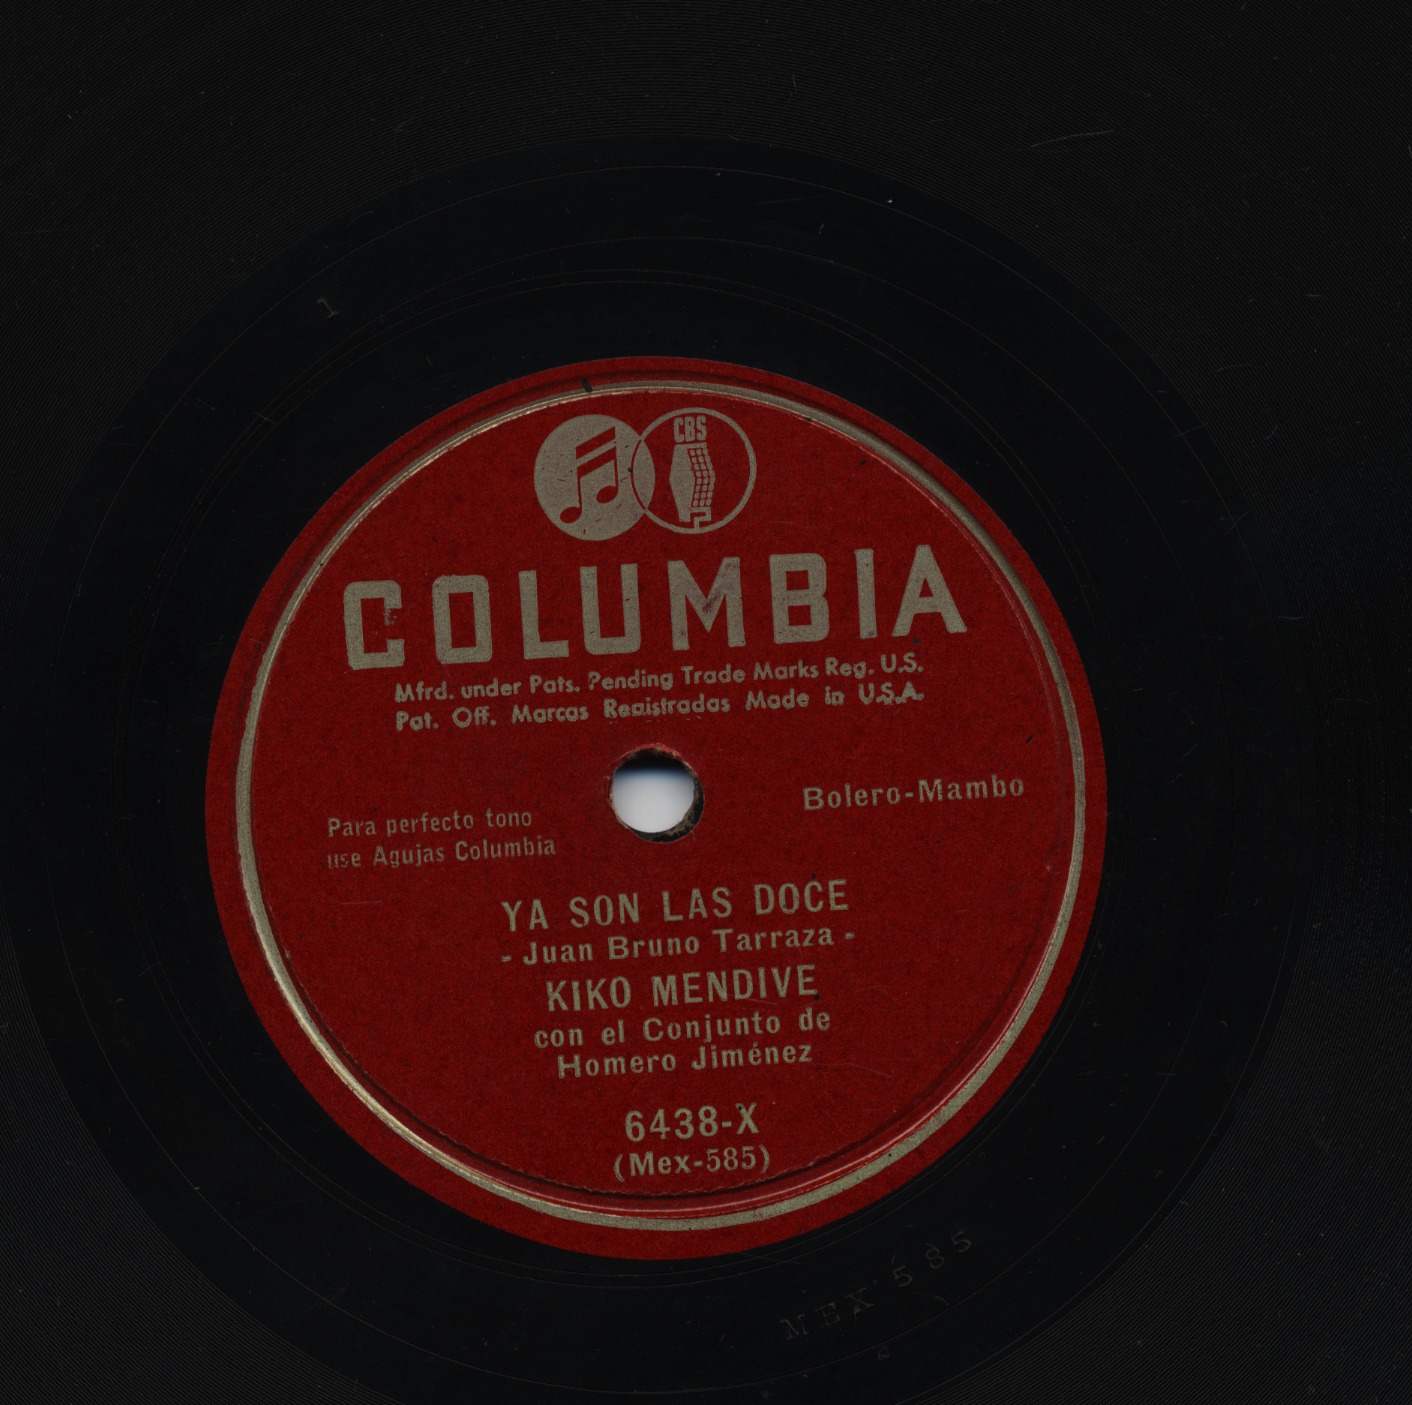 1
CBS
COLUMBIA
Mfrd. under Pats. Pending Trade Marks Reg. U.S.
Pat. Off. Marcas Registradas Made in U.S.A.
Bolero-Mambo
Para perfecto tono
use Agujas Columbia
YA SON LAS DOCE
- Juan Bruno Tarraza -
KIKO MENDIVE
con el Conjunto de
Homero Jiménez
6438-X
(Mex-585)
MEX 585